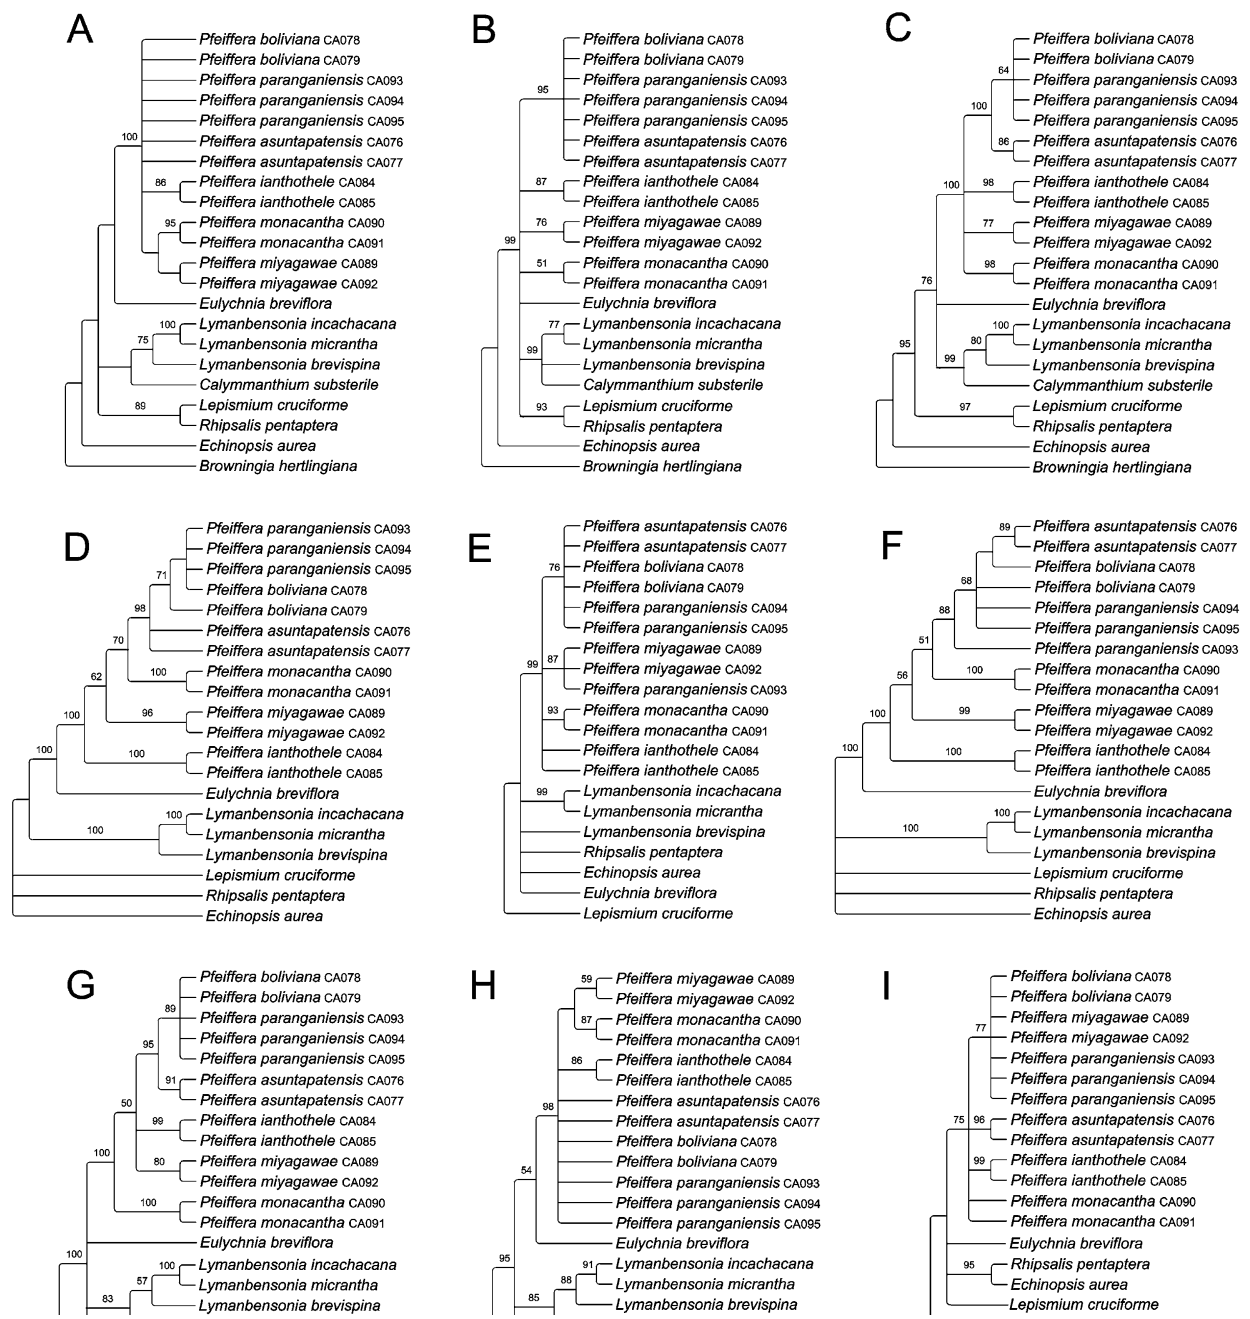 A
Pfeiffera boliviana CA078
Pfeiffera boliviana CA079
Pfeiffera paranganiensis CA093
Pfeiffera paranganiensis CA094
Pfeiffera paranganiensis CA095
Pfeiffera asuntapatensis CA076
100
Pfeiffera asuntapatensis CA077
86
Pfeiffera ianthothele CA084
Pfeiffera ianthothele CA085
95
Pfeiffera monacantha CA090
Pfeiffera monacantha CA091
Pfeiffera miyagawae CA089
Pfeiffera miyagawae CA092
Eulychnia breviflora
100
Lymanbensonia incachacana
75
Lymanbensonia micrantha
Lymanbensonia brevispina
Calymmanthium substerile
89
Lepismium cruciforme
Rhipsalis pentaptera
Echinopsis aurea
Browningia hertlingiana
B
Pfeiffera boliviana CA078
Pfeiffera boliviana CA079
95
Pfeiffera paranganiensis CA093
Pfeiffera paranganiensis CA094
Pfeiffera paranganiensis CA095
Pfeiffera asuntapatensis CA076
Pfeiffera asuntapatensis CA077
87
Pfeiffera ianthothele CA084
Pfeiffera ianthothele CA085
76
Pfeiffera miyagawae CA089
99
Pfeiffera miyagawae CA092
51
Pfeiffera monacantha CA090
Pfeiffera monacantha CA091
Eulychnia breviflora
77
Lymanbensonia incachacana
99
Lymanbensonia micrantha
Lymanbensonia brevispina
Calymmanthium substerile
93
Lepismium cruciforme
Rhipsalis pentaptera
Echinopsis aurea
Browningia hertlingiana
C
Pfeiffera boliviana CA078
Pfeiffera boliviana CA079
64
Pfeiffera paranganiensis CA093
100
Pfeiffera paranganiensis CA094
Pfeiffera paranganiensis CA095
86
Pfeiffera asuntapatensis CA076
Pfeiffera asuntapatensis CA077
100
98
Pfeiffera ianthothele CA084
Pfeiffera ianthothele CA085
77
Pfeiffera miyagawae CA089
Pfeiffera miyagawae CA092
98
Pfeiffera monacantha CA090
76
Pfeiffera monacantha CA091
Eulychnia breviflora
100
Lymanbensonia incachacana
80
Lymanbensonia micrantha
95
99
Lymanbensonia brevispina
Calymmanthium substerile
97
Lepismium cruciforme
Rhipsalis pentaptera
Echinopsis aurea
Browningia hertlingiana
D
Pfeiffera paranganiensis CA093
Pfeiffera paranganiensis CA094
71
Pfeiffera paranganiensis CA095
Pfeiffera boliviana CA078
98
Pfeiffera boliviana CA079
Pfeiffera asuntapatensis CA076
70
Pfeiffera asuntapatensis CA077
62
100
Pfeiffera monacantha CA090
Pfeiffera monacantha CA091
100
96
Pfeiffera miyagawae CA089
Pfeiffera miyagawae CA092
100
100
Pfeiffera ianthothele CA084
Pfeiffera ianthothele CA085
Eulychnia breviflora
100
Lymanbensonia incachacana
100
Lymanbensonia micrantha
Lymanbensonia brevispina
Lepismium cruciforme
Rhipsalis pentaptera
Echinopsis aurea
E
Pfeiffera asuntapatensis CA076
Pfeiffera asuntapatensis CA077
76
Pfeiffera boliviana CA078
Pfeiffera boliviana CA079
Pfeiffera paranganiensis CA094
Pfeiffera paranganiensis CA095
Pfeiffera miyagawae CA089
99
87
Pfeiffera miyagawae CA092
Pfeiffera paranganiensis CA093
93
Pfeiffera monacantha CA090
Pfeiffera monacantha CA091
Pfeiffera ianthothele CA084
Pfeiffera ianthothele CA085
99
Lymanbensonia incachacana
Lymanbensonia micrantha
Lymanbensonia brevispina
Rhipsalis pentaptera
Echinopsis aurea
Eulychnia breviflora
Lepismium cruciforme
F
89
Pfeiffera asuntapatensis CA076
Pfeiffera asuntapatensis CA077
Pfeiffera boliviana CA078
68
Pfeiffera boliviana CA079
88
Pfeiffera paranganiensis CA094
Pfeiffera paranganiensis CA095
51
Pfeiffera paranganiensis CA093
56
100
Pfeiffera monacantha CA090
Pfeiffera monacantha CA091
100
99
Pfeiffera miyagawae CA089
Pfeiffera miyagawae CA092
100
100
Pfeiffera ianthothele CA084
Pfeiffera ianthothele CA085
Eulychnia breviflora
100
Lymanbensonia incachacana
100
Lymanbensonia micrantha
Lymanbensonia brevispina
Lepismium cruciforme
Rhipsalis pentaptera
Echinopsis aurea
G
Pfeiffera boliviana CA078
Pfeiffera boliviana CA079
89
Pfeiffera paranganiensis CA093
95
Pfeiffera paranganiensis CA094
Pfeiffera paranganiensis CA095
91
Pfeiffera asuntapatensis CA076
50
Pfeiffera asuntapatensis CA077
99
Pfeiffera ianthothele CA084
Pfeiffera ianthothele CA085
100
80
Pfeiffera miyagawae CA089
Pfeiffera miyagawae CA092
100
Pfeiffera monacantha CA090
Pfeiffera monacantha CA091
Eulychnia breviflora
100
100
Lymanbensonia incachacana
57
Lymanbensonia micrantha
83
Lymanbensonia brevispina
H
59
Pfeiffera miyagawae CA089
Pfeiffera miyagawae CA092
87
Pfeiffera monacantha CA090
Pfeiffera monacantha CA091
86
Pfeiffera ianthothele CA084
Pfeiffera ianthothele CA085
Pfeiffera asuntapatensis CA076
98
Pfeiffera asuntapatensis CA077
Pfeiffera boliviana CA078
Pfeiffera boliviana CA079
54
Pfeiffera paranganiensis CA093
Pfeiffera paranganiensis CA094
Pfeiffera paranganiensis CA095
Eulychnia breviflora
95
91
Lymanbensonia incachacana
88
Lymanbensonia micrantha
85
Lymanbensonia brevispina
I
Pfeiffera boliviana CA078
Pfeiffera boliviana CA079
Pfeiffera miyagawae CA089
77
Pfeiffera miyagawae CA092
Pfeiffera paranganiensis CA093
Pfeiffera paranganiensis CA094
Pfeiffera paranganiensis CA095
75
96
Pfeiffera asuntapatensis CA076
Pfeiffera asuntapatensis CA077
99
Pfeiffera ianthothele CA084
Pfeiffera ianthothele CA085
Pfeiffera monacantha CA090
Pfeiffera monacantha CA091
Eulychnia breviflora
95
Rhipsalis pentaptera
Echinopsis aurea
Lepismium cruciforme